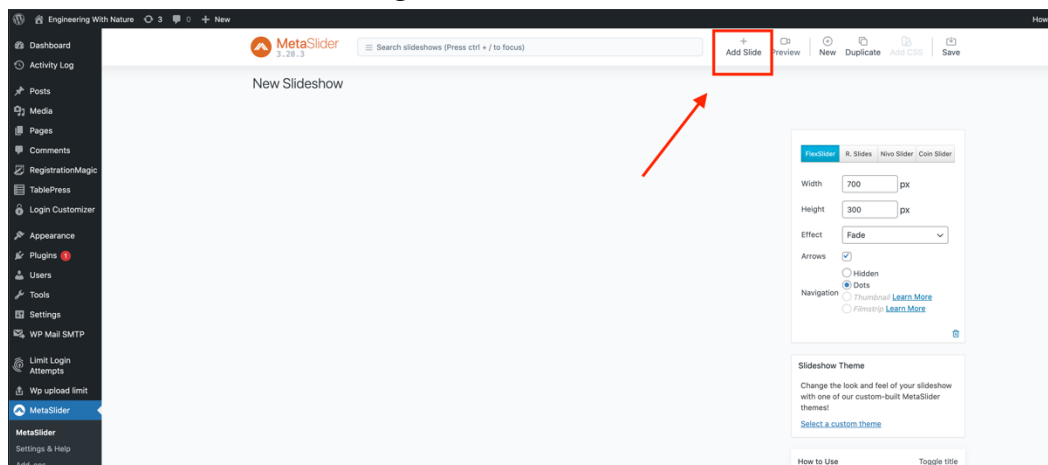 Engineering With Nature 3 0 + New How
Dashboard
Activity Log
Posts
Media
Pages
Comments
RegistrationMagic
TablePress
Login Customizer
Appearance
Plugins 1
Users
Tools
Settings
WP Mail SMTP
Limit Login
Attempts
Wp upload limit
MetaSlider
MetaSlider
Settings & Help
Add-ons
MetaSlider
3.20.3
Search slideshows (Press ctrl + / to focus)
Add Slide Preview New Duplicate Add CSS Save
New Slideshow
FlexSlider R. Slides Nivo Slider Coin Slider
Width 700 px
Height 300 px
Effect Fade
Arrows
Hidden
Dots
Navigation
Thumbnail Learn More
Filmstrip Learn More
Slideshow Theme
Change the look and feel of your slideshow
with one of our custom-built MetaSlider
themes!
Select a custom theme
How to Use Toggle title